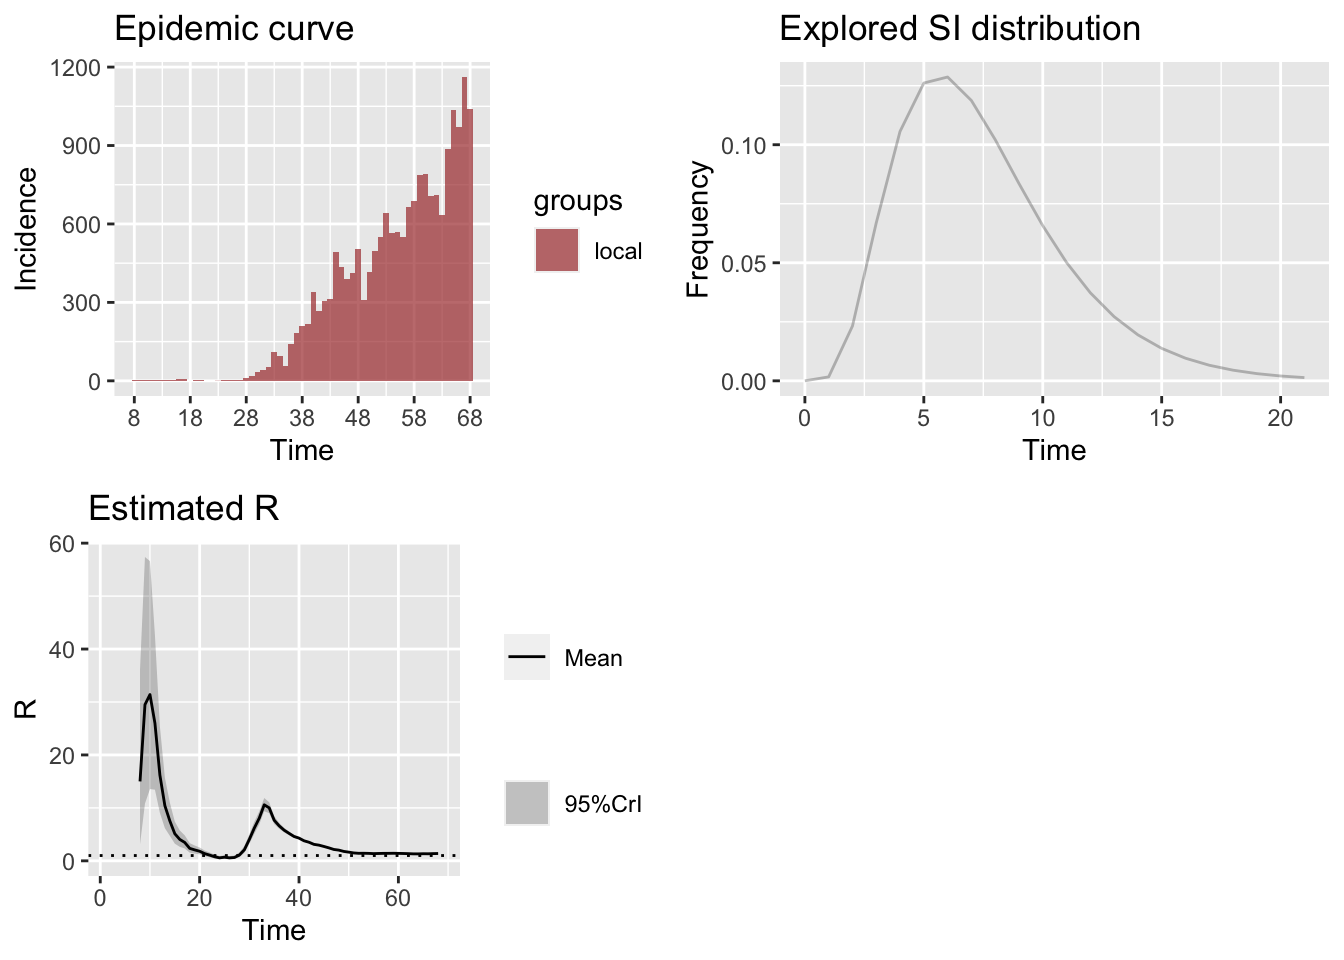 Epidemic curve
1200
900
600
300
0
Incidence
8 18 28 38 48 58 68
Time
groups
local
Explored SI distribution
0.10
0.05
0.00
Frequency
0 5 10 15 20
Time
Estimated R
60
40
20
0
R
0 20 40 60
Time
Mean
95%CrI